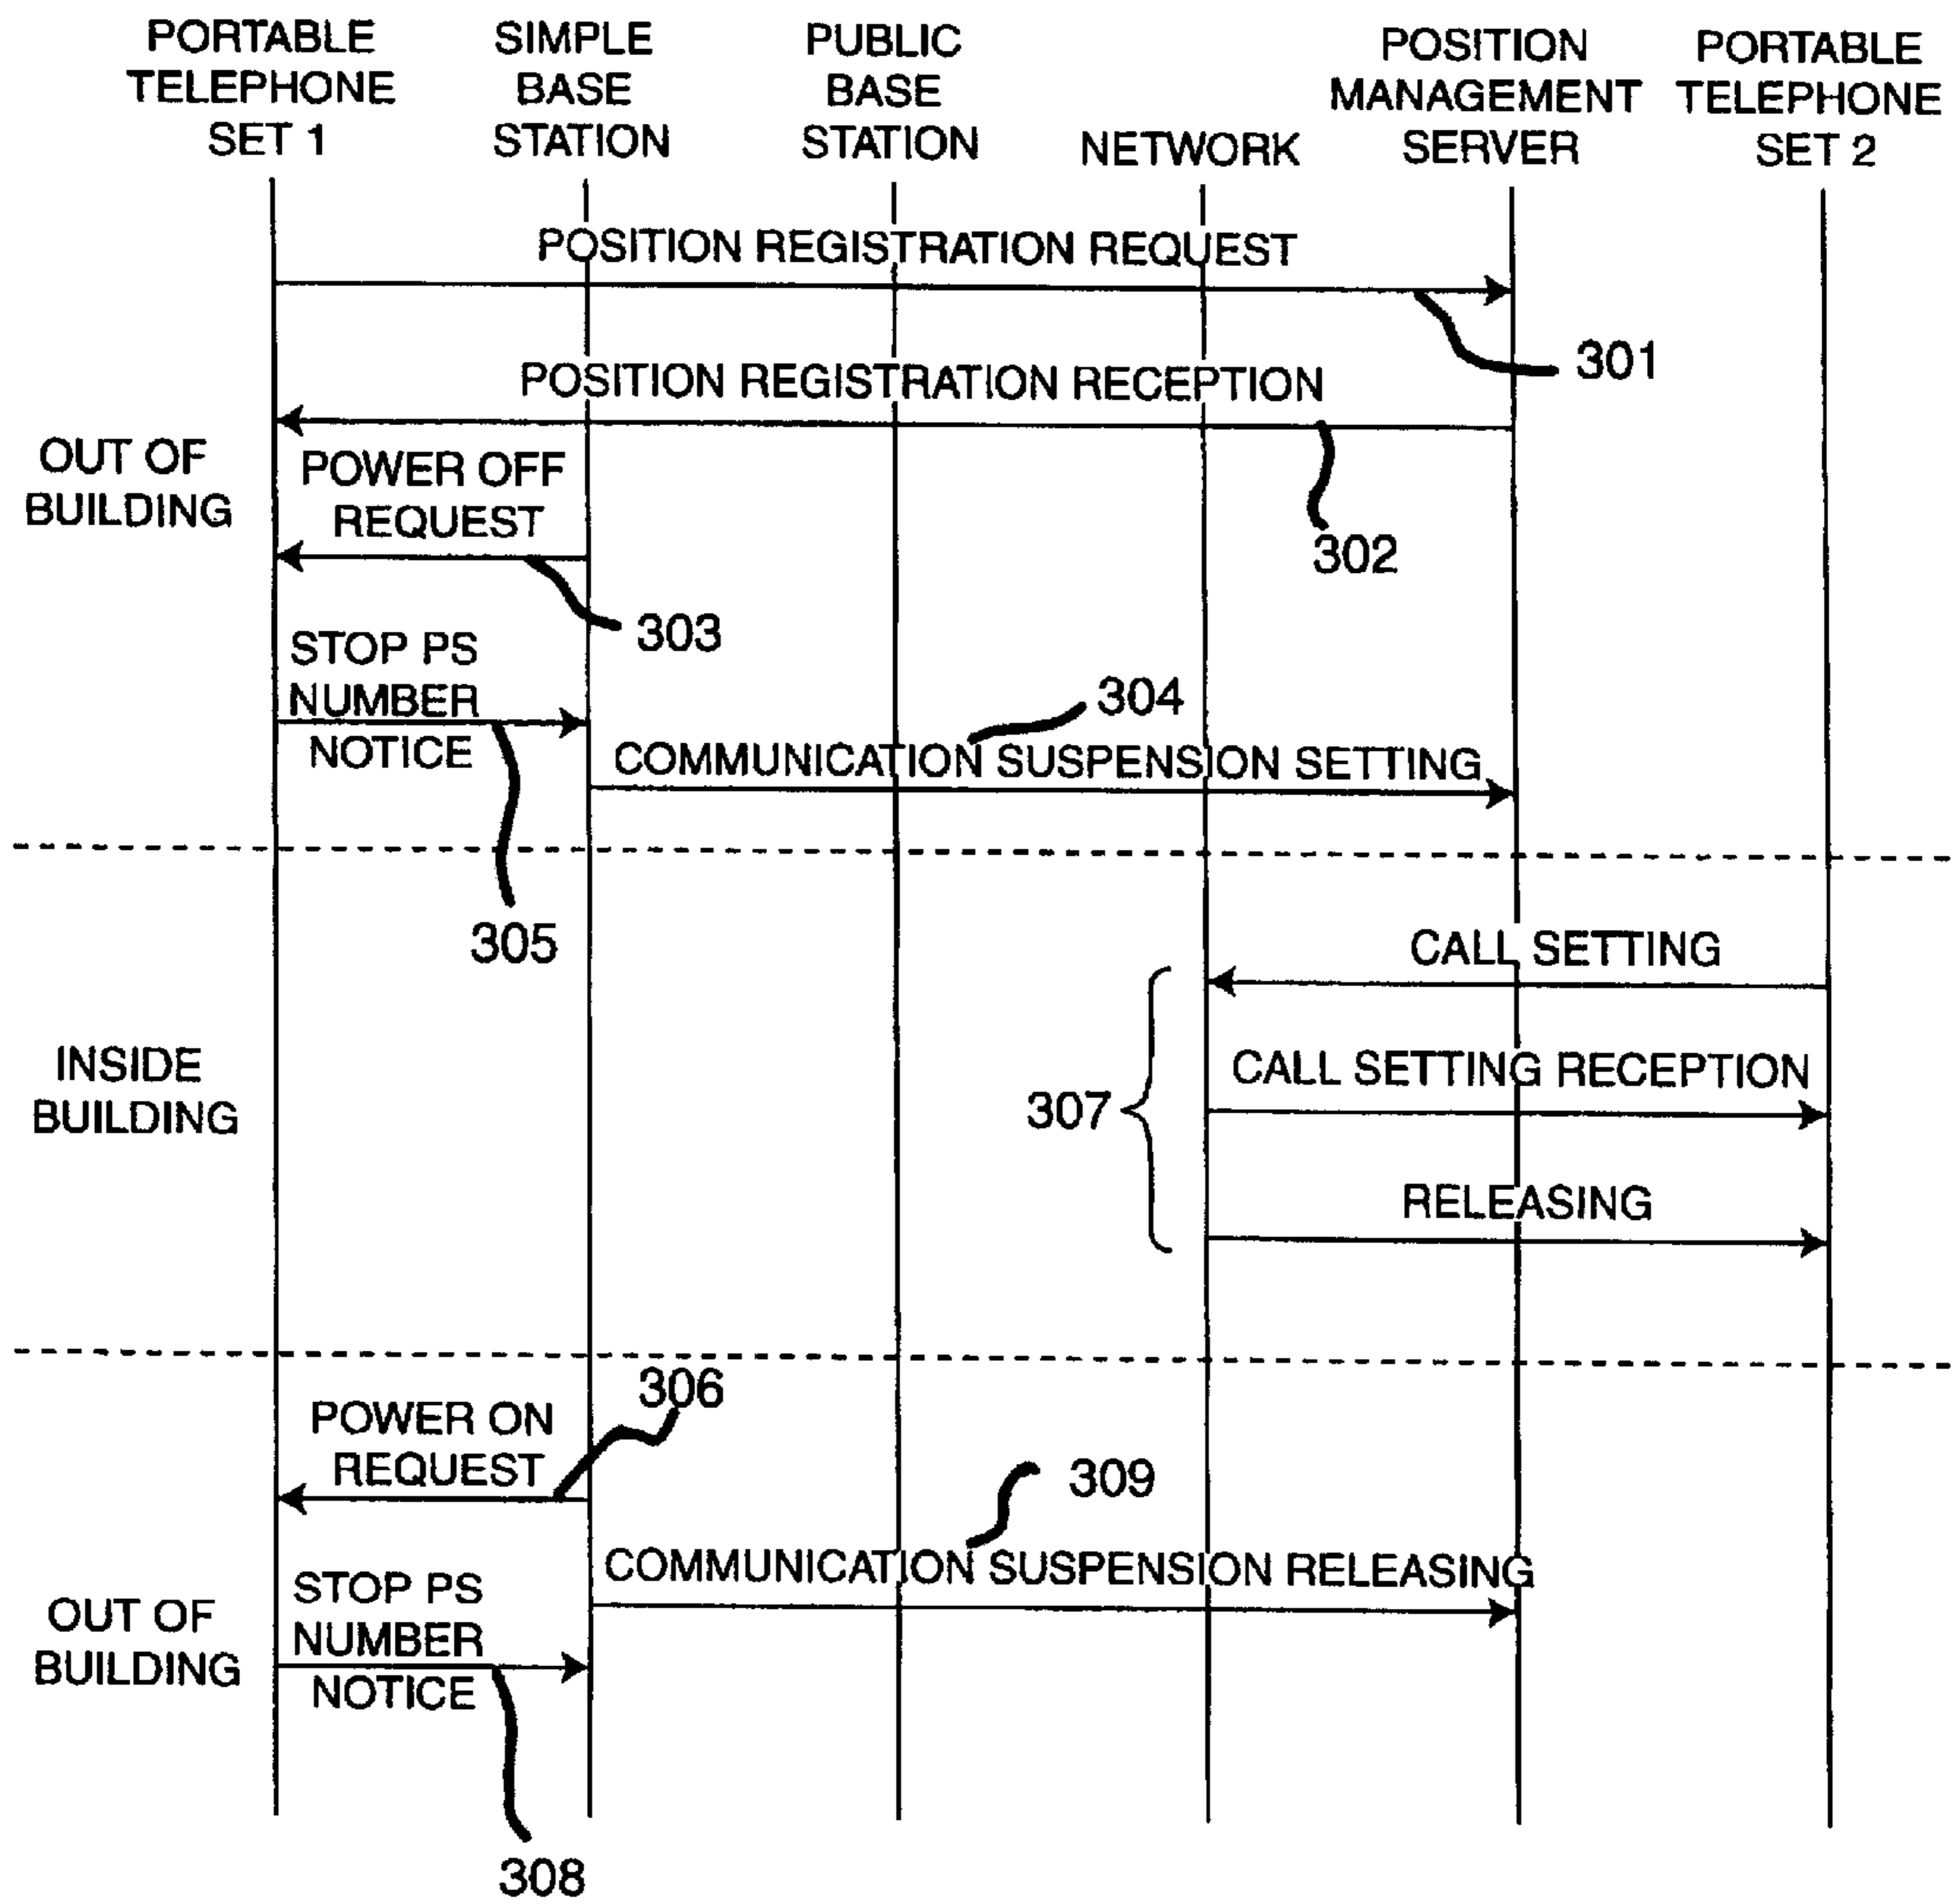 PORTABLE
TELEPHONE
SET 1
SIMPLE
BASE
STATION
PUBLIC
BASE
STATION
NETWORK
POSITION
MANAGEMENT
SERVER
PORTABLE
TELEPHONE
SET 2
POSITION REGISTRATION REQUEST
301
POSITION REGISTRATION RECEPTION
302
OUT OF
BUILDING
POWER OFF
REQUEST
303
STOP PS
NUMBER
NOTICE
304
COMMUNICATION SUSPENSION SETTING
305
CALL SETTING
INSIDE
BUILDING
CALL SETTING RECEPTION
307
RELEASING
306
POWER ON
REQUEST
309
COMMUNICATION SUSPENSION RELEASING
OUT OF
BUILDING
STOP PS
NUMBER
NOTICE
308